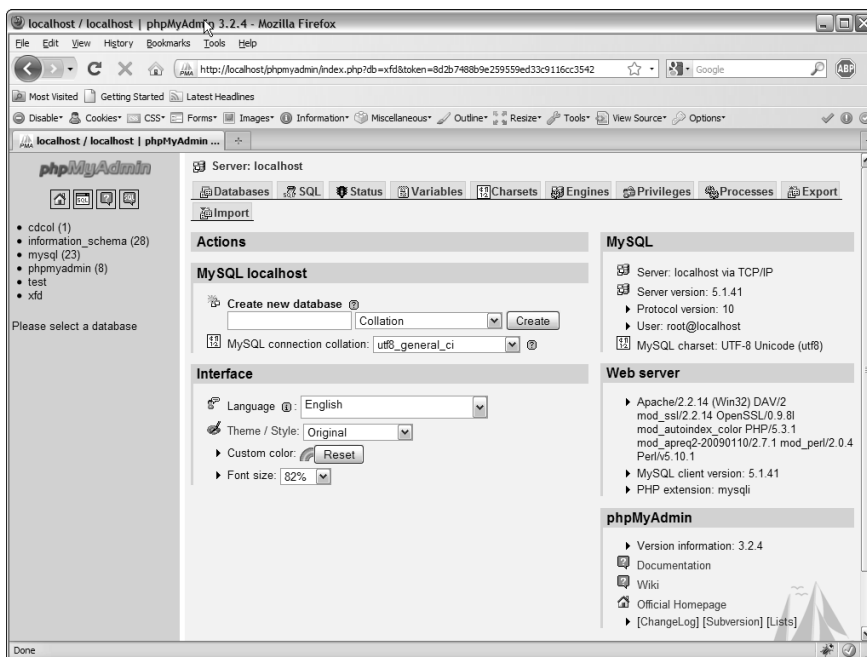 localhost / localhost | phpMyAdmin 3.2.4 - Mozilla Firefox
File Edit View History Bookmarks Tools Help
http://localhost/phpmyadmin/index.php?db=xfd&token=8d2b7488b9e259559ed33c9116cc3542 Google ABP
Most Visited Getting Started Latest Headlines
Disable Cookies CSS Forms Images Information Miscellaneous Outline Resize Tools View Source Options
localhost / localhost | phpMyAdmin ...
phpMyAdmin
cdcol (1)
information_schema (28)
mysql (23)
phpmyadmin (8)
test
xfd
Please select a database
Server: localhost
Databases SQL Status Variables Charsets Engines Privileges Processes Export
Import
Actions
MySQL localhost
Create new database
Collation Create
MySQL connection collation: utf8_general_ci
Interface
Language : English
Theme / Style: Original
Custom color: Reset
Font size: 82%
MySQL
Server: localhost via TCP/IP
Server version: 5.1.41
Protocol version: 10
User: root@localhost
MySQL charset: UTF-8 Unicode (utf8)
Web server
Apache/2.2.14 (Win32) DAV/2
mod_ssl/2.2.14 OpenSSL/0.9.8l
mod_autoindex_color PHP/5.3.1
mod_apreq2-20090110/2.7.1 mod_perl/2.0.4
Perl/v5.10.1
MySQL client version: 5.1.41
PHP extension: mysqli
phpMyAdmin
Version information: 3.2.4
Documentation
Wiki
Official Homepage
[ChangeLog] [Subversion] [Lists]
Done